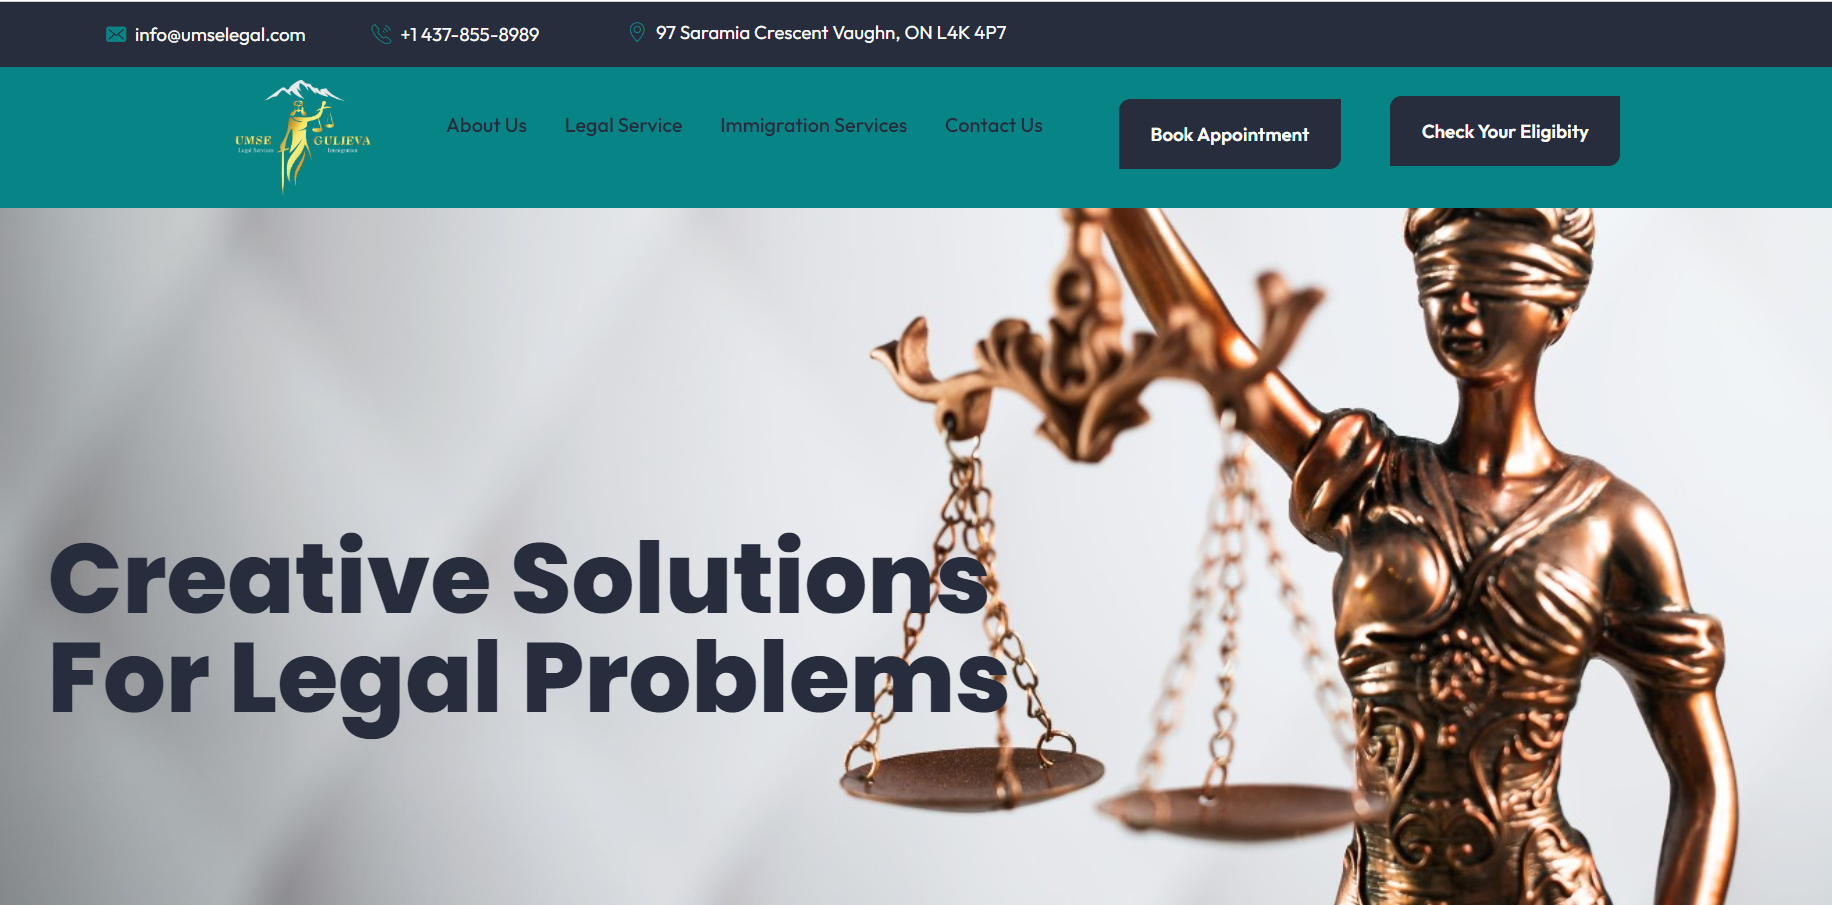 info@umselegal.com
+1 437-855-8989
97 Saramia Crescent Vaughn, ON L4K 4P7
UMSE GULIEVA
Legal Services Immigration
About Us
Legal Service
Immigration Services
Contact Us
Book Appointment
Check Your Eligibity
Creative Solutions
For Legal Problems